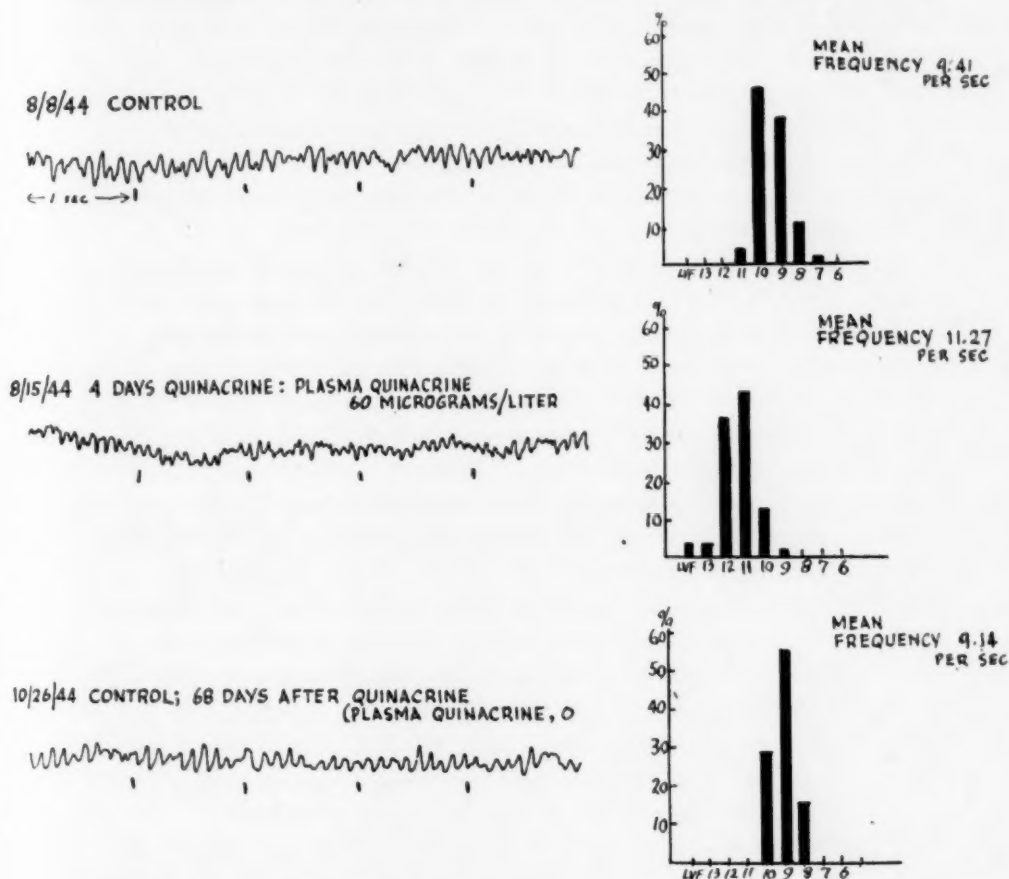 8/8/44 CONTROL
← 1 SEC →
%
60
50
40
30
20
10
LVF 13 12 11 10 9 8 7 6
MEAN
FREQUENCY 9.41
PER SEC
8/15/44 4 DAYS QUINACRINE: PLASMA QUINACRINE
60 MICROGRAMS/LITER
%
60
50
40
30
20
10
LVF 13 12 11 10 9 8 7 6
MEAN
FREQUENCY 11.27
PER SEC
10/26/44 CONTROL; 68 DAYS AFTER QUINACRINE
(PLASMA QUINACRINE, 0
%
60
50
40
30
20
10
LVF 13 12 11 10 9 8 7 6
MEAN
FREQUENCY 9.14
PER SEC